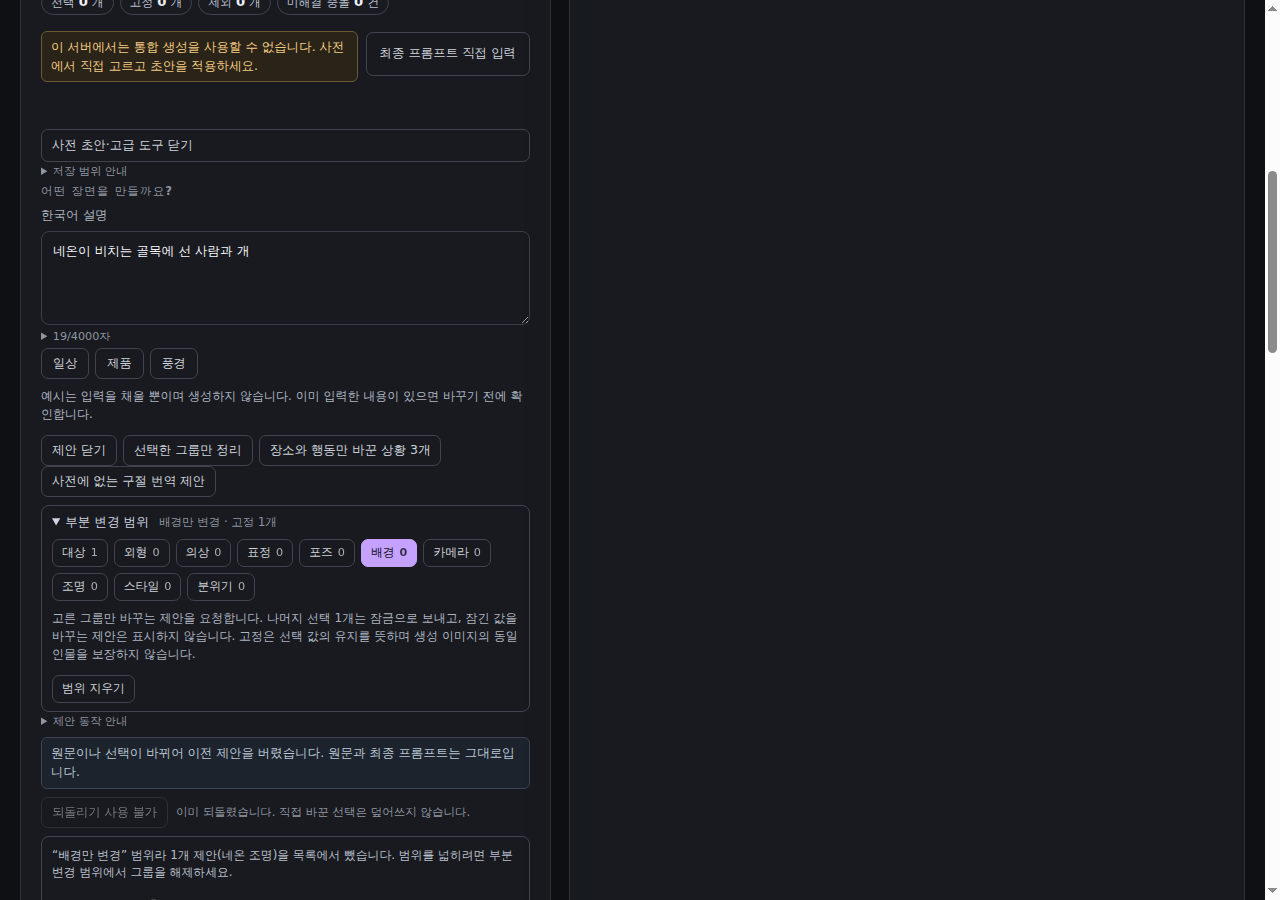 선택 0 개 고정 0 개 제외 0 개 미해결 충돌 0 건
이 서버에서는 통합 생성을 사용할 수 없습니다. 사전
에서 직접 고르고 초안을 적용하세요.
최종 프롬프트 직접 입력
사전 초안·고급 도구 닫기
▶ 저장 범위 안내
어떤 장면을 만들까요?
한국어 설명
네온이 비치는 골목에 선 사람과 개
▶ 19/4000자
일상 제품 풍경
예시는 입력을 채울 뿐이며 생성하지 않습니다. 이미 입력한 내용이 있으면 바꾸기 전에 확
인합니다.
제안 닫기 선택한 그룹만 정리 장소와 행동만 바꾼 상황 3개
사전에 없는 구절 번역 제안
▼ 부분 변경 범위 배경만 변경 · 고정 1개
대상 1 외형 0 의상 0 표정 0 포즈 0 배경 0 카메라 0
조명 0 스타일 0 분위기 0
고른 그룹만 바꾸는 제안을 요청합니다. 나머지 선택 1개는 잠금으로 보내고, 잠긴 값을
바꾸는 제안은 표시하지 않습니다. 고정은 선택 값의 유지를 뜻하며 생성 이미지의 동일
인물을 보장하지 않습니다.
범위 지우기
▶ 제안 동작 안내
원문이나 선택이 바뀌어 이전 제안을 버렸습니다. 원문과 최종 프롬프트는 그대로입
니다.
되돌리기 사용 불가 이미 되돌렸습니다. 직접 바꾼 선택은 덮어쓰지 않습니다.
“배경만 변경” 범위라 1개 제안(네온 조명)을 목록에서 뺐습니다. 범위를 넓히려면 부분
변경 범위에서 그룹을 해제하세요.